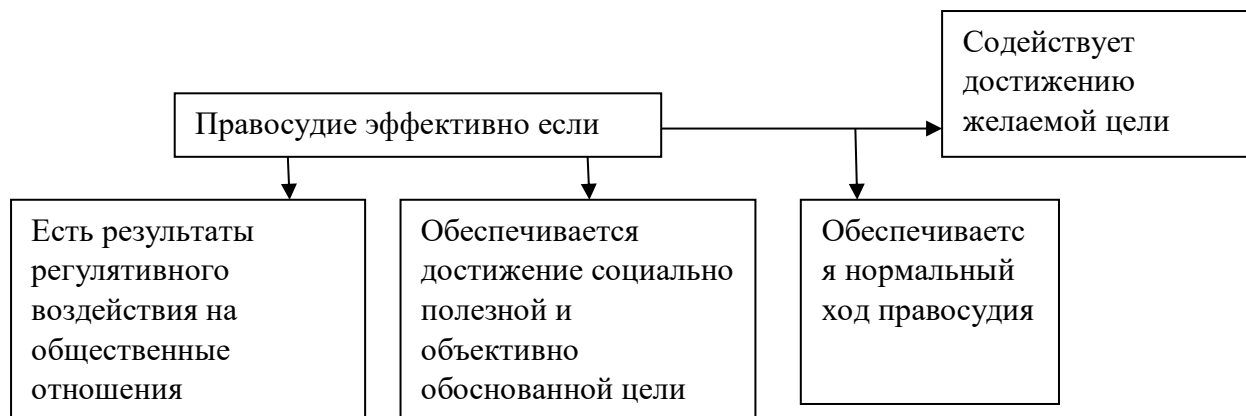 Содействует
достижению
желаемой цели
Правосудие эффективно если
Есть результаты
регулятивного
воздействия на
общественные
отношения
Обеспечивается
достижение социально
полезной и
объективно
обоснованной цели
Обеспечиваетс
я нормальный
ход правосудия